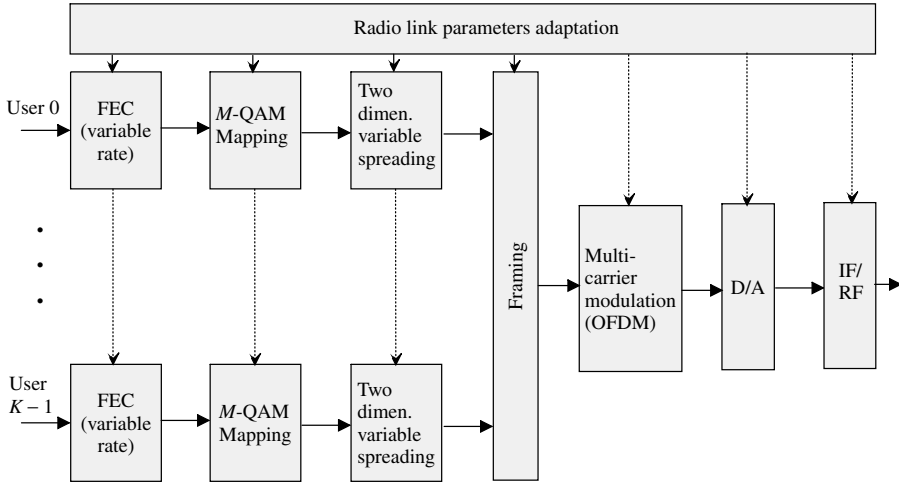 Radio link parameters adaptation
User 0
FEC
(variable
rate)
M-QAM
Mapping
Two
dimen.
variable
spreading
Framing
Multi-
carrier
modulation
(OFDM)
D/A
IF/
RF
User
K – 1
FEC
(variable
rate)
M-QAM
Mapping
Two
dimen.
variable
spreading